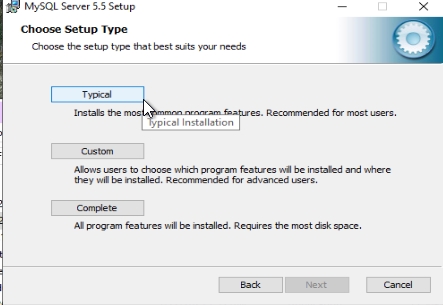 MySQL Server 5.5 Setup
Choose Setup Type
Choose the setup type that best suits your needs
Typical
Installs the most common program features. Recommended for most users.
Typical Installation
Custom
Allows users to choose which program features will be installed and where
they will be installed. Recommended for advanced users.
Complete
All program features will be installed. Requires the most disk space.
Back
Next
Cancel